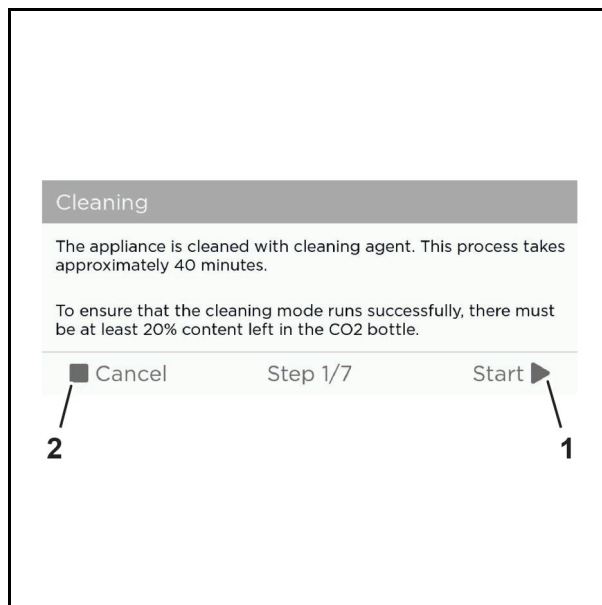 Cleaning
The appliance is cleaned with cleaning agent. This process takes
approximately 40 minutes.
To ensure that the cleaning mode runs successfully, there must
be at least 20% content left in the CO2 bottle.
Cancel Step 1/7 Start
2 1